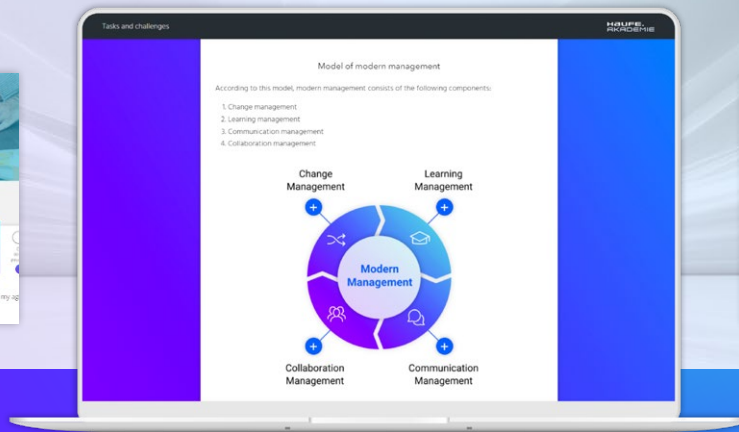 Tasks and challenges
HAUFE.
AKADEMIE
Model of modern management
According to this model, modern management consists of the following components:
1. Change management
2. Learning management
3. Communication management
4. Collaboration management
Change
Management
Learning
Management
Modern
Management
Collaboration
Management
Communication
Management